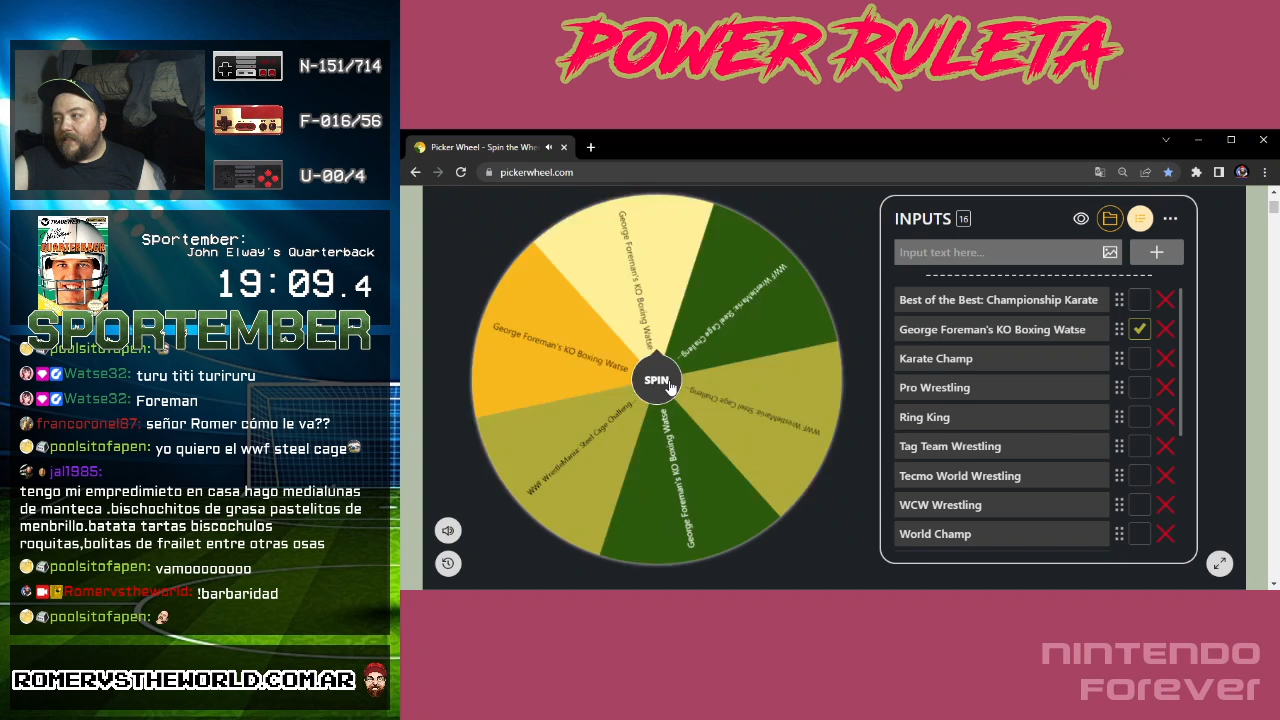 POWER RULETA
N-151/714
F-016/56
U-00/4
TRADEWEST
QUARTERBACK
SPortember:
John Elway's Quarterback
19:09.4
SPORTEMBER
poolsitofapen:
Watse32: turu titi turiruru
Watse32: Foreman
francoronel87: señor Romer cómo le va??
poolsitofapen: yo quiero el wwf steel cage
jal1985:
tengo mi empredimieto en casa hago medialunas
de manteca .bischochitos de grasa pastelitos de
menbrillo.batata tartas biscochulos
roquitas,bolitas de frailet entre otras osas
poolsitofapen: vamoooooooo
Romervstheworld: !barbaridad
poolsitofapen:
ROMERVSTHEWORLD.COM.AR
Picker Wheel - Spin the Whe
pickerwheel.com
George Foreman's KO Boxing Watse
WWF WrestleMania: Steel Cage Challeng...
WWF WrestleMania: Steel Cage Challeng...
George Foreman's KO Boxing Watse
WWF WrestleMania: Steel Cage Challeng...
George Foreman's KO Boxing Watse
SPIN
INPUTS 16
Input text here...
Best of the Best: Championship Karate
George Foreman's KO Boxing Watse
Karate Champ
Pro Wrestling
Ring King
Tag Team Wrestling
Tecmo World Wrestling
WCW Wrestling
World Champ
NINTENDO
Forever